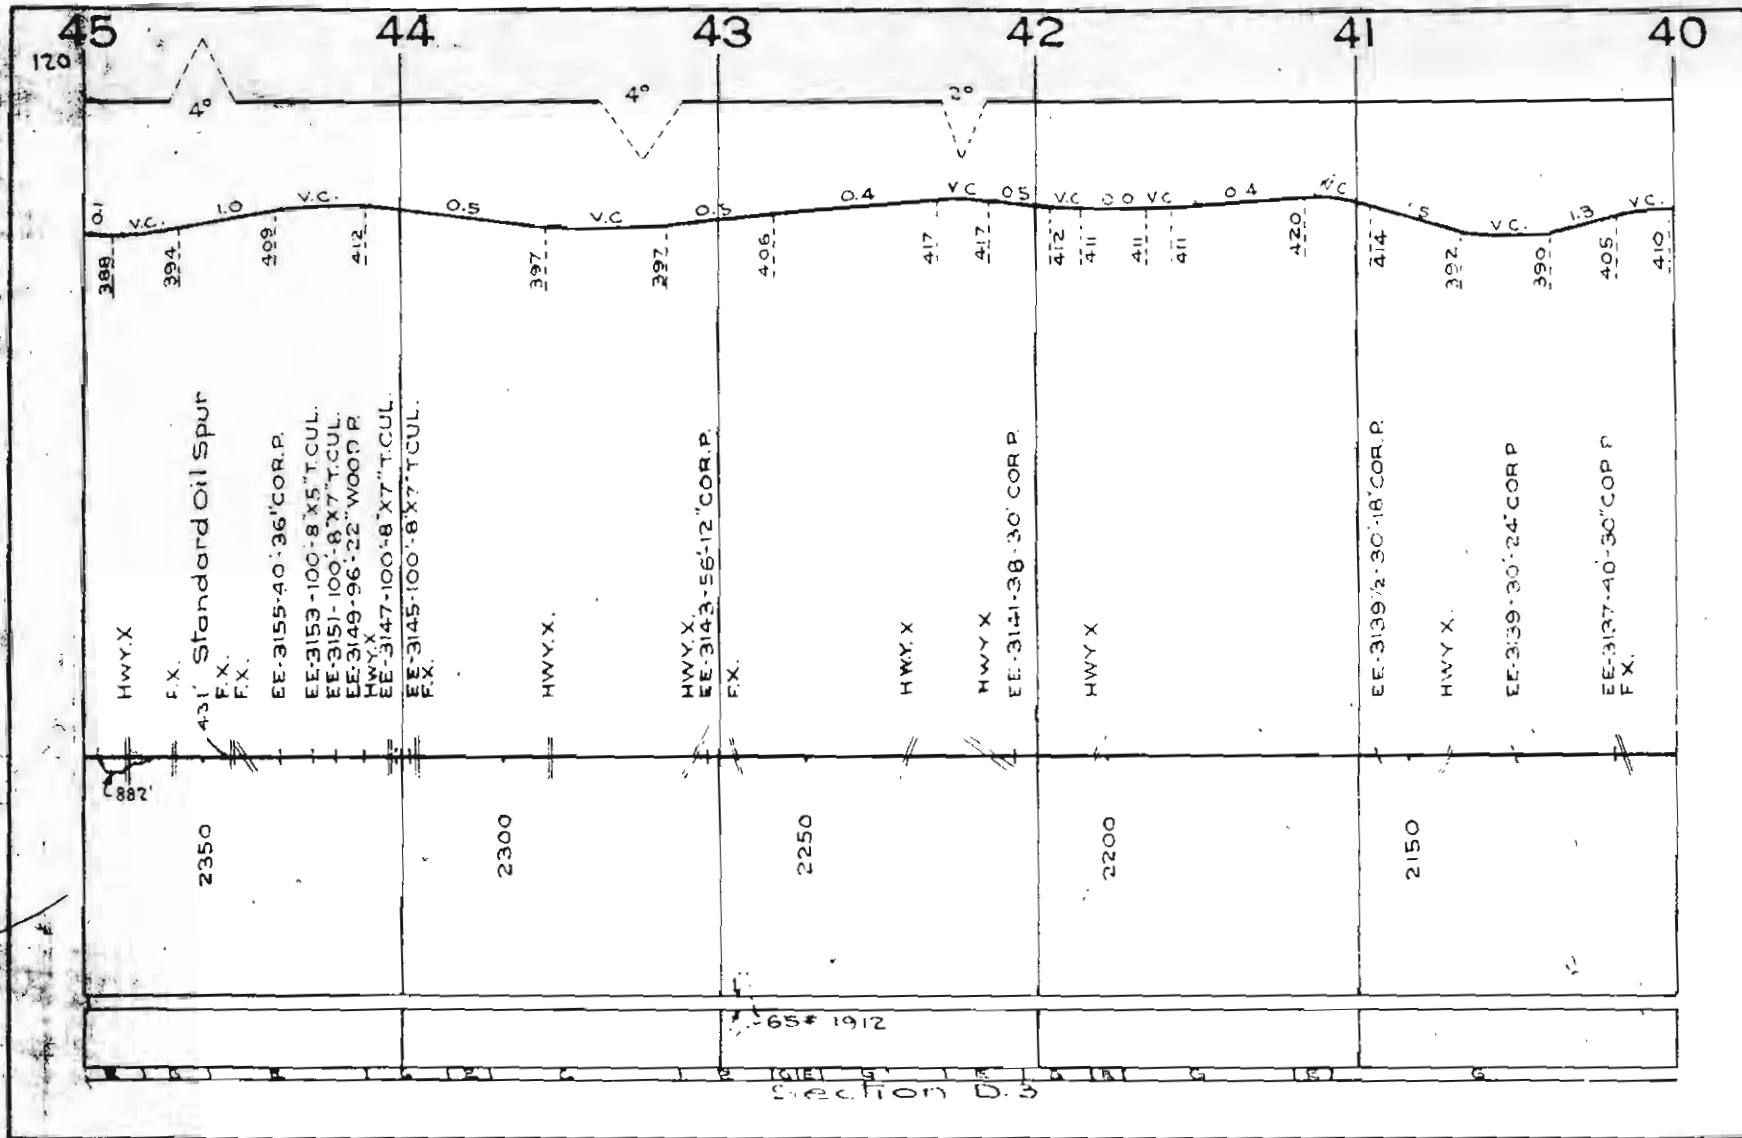 45 44 43 42 41 40
120
4° 4° 2°
0.1 V.C. 1.0 V.C. 0.5 V.C 0.5 0.4 V C 0.5 V.C 0.0 V C 0.4 V C .5 V C. 1.3 V C.
388 394 409 412 397 397 406 417 417 412 411 411 411 420 414 392 390 405 410
HWY. X
F.X.
431' Standard Oil Spur
F.X.
F.X.
EE-3155-40'-36" COR.P.
EE-3153-100'-8"X5" T.CUL.
EE-3151-100'-8"X7" T.CUL.
EE-3149-96'-22" WOOD P.
HWY.X
EE-3147-100'-8"X7" T.CUL.
EE-3145-100'-8"X7" T.CUL.
F.X.
HWY. X.
HWY. X.
EE-3143-56'-12" COR.P.
F.X.
HWY. X
HWY X
EE-3141-38'-30" COR P.
HWY X
EE-3139½-30'-18" COR.P.
HWY X.
EE-3139-30'-24" COR P
EE-3137-40'-30" COR P
F X.
882'
2350 2300 2250 2200 2150
65# 1912
G G E G G G G
Section D.3